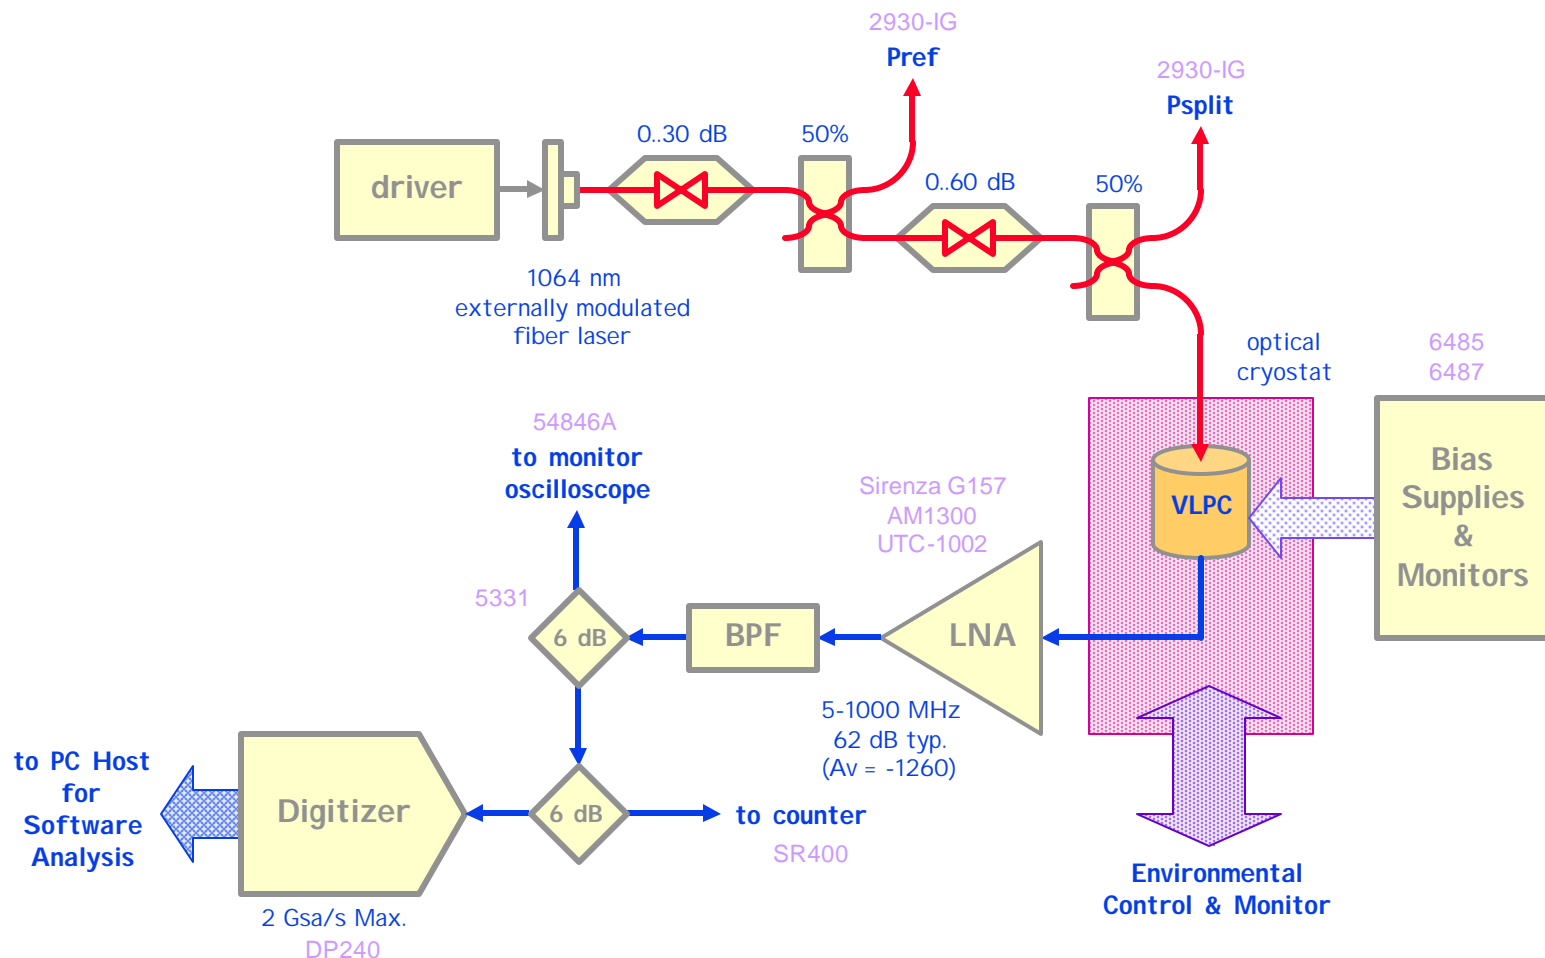 2930-IG
Pref
2930-IG
Psplit
0..30 dB
50%
0..60 dB
50%
driver
1064 nm
externally modulated
fiber laser
optical
cryostat
6485
6487
Bias
Supplies
&
Monitors
VLPC
54846A
to monitor
oscilloscope
Sirenza G157
AM1300
UTC-1002
5331
6 dB
BPF
LNA
5-1000 MHz
62 dB typ.
(Av = -1260)
to PC Host
for
Software
Analysis
Digitizer
6 dB
to counter
SR400
2 Gsa/s Max.
DP240
Environmental
Control & Monitor